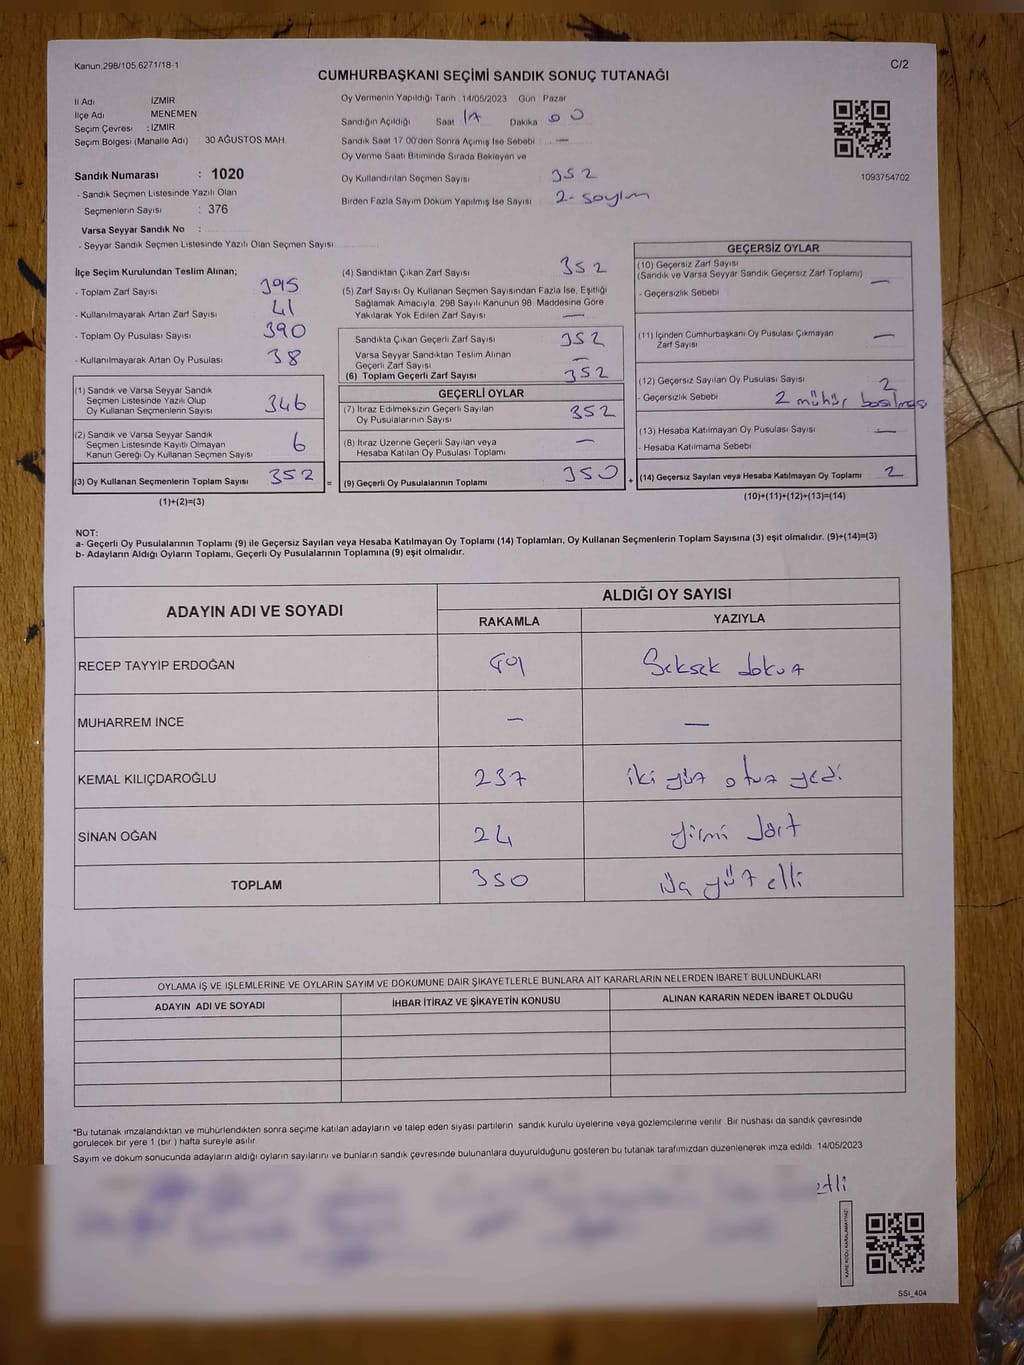 Kanun.298/105,6271/18-1
C/2
CUMHURBAŞKANI SEÇİMİ SANDIK SONUÇ TUTANAĞI
İl Adı İZMİR
İlçe Adı MENEMEN
Seçim Çevresi : İZMİR
Seçim Bölgesi (Mahalle Adı) 30 AĞUSTOS MAH
Sandık Numarası : 1020
- Sandık Seçmen Listesinde Yazılı Olan
Seçmenlerin Sayısı : 376
Varsa Seyyar Sandık No :
- Seyyar Sandık Seçmen Listesinde Yazılı Olan Seçmen Sayısı
Oy Vermenin Yapıldığı Tarih 14/05/2023 Gün Pazar
Sandığın Açıldığı Saat Dakika 00
Sandık Saat 17.00'den Sonra Açılmış İse Sebebi —
Oy Verme Saati Bitiminde Sırada Bekleyen ve
Oy Kullandırılan Seçmen Sayısı 352
Birden Fazla Sayım Döküm Yapılmış İse Sayısı 2- sayım
1093754702
İlçe Seçim Kurulundan Teslim Alınan;
- Toplam Zarf Sayısı 395
- Kullanılmayarak Artan Zarf Sayısı 41
- Toplam Oy Pusulası Sayısı 390
- Kullanılmayarak Artan Oy Pusulası 38
(1) Sandık ve Varsa Seyyar Sandık
Seçmen Listesinde Yazılı Olup
Oy Kullanan Seçmenlerin Sayısı 346
(2) Sandık ve Varsa Seyyar Sandık
Seçmen Listesinde Kayıtlı Olmayan
Kanun Gereği Oy Kullanan Seçmen Sayısı 6
(3) Oy Kullanan Seçmenlerin Toplam Sayısı 352 =
(1)+(2)=(3)
(4) Sandıktan Çıkan Zarf Sayısı 352
(5) Zarf Sayısı Oy Kullanan Seçmen Sayısından Fazla İse, Eşitliği
Sağlamak Amacıyla, 298 Sayılı Kanunun 98. Maddesine Göre
Yakılarak Yok Edilen Zarf Sayısı —
Sandıkta Çıkan Geçerli Zarf Sayısı 352
Varsa Seyyar Sandıktan Teslim Alınan
Geçerli Zarf Sayısı —
(6) Toplam Geçerli Zarf Sayısı 352
GEÇERLİ OYLAR
(7) İtiraz Edilmeksizin Geçerli Sayılan
Oy Pusulalarının Sayısı 352
(8) İtiraz Üzerine Geçerli Sayılan veya
Hesaba Katılan Oy Pusulası Toplamı —
(9) Geçerli Oy Pusulalarının Toplamı 350 +
GEÇERSİZ OYLAR
(10) Geçersiz Zarf Sayısı
(Sandık ve Varsa Seyyar Sandık Geçersiz Zarf Toplamı) —
- Geçersizlik Sebebi
(11) İçinden Cumhurbaşkanı Oy Pusulası Çıkmayan
Zarf Sayısı —
(12) Geçersiz Sayılan Oy Pusulası Sayısı 2
- Geçersizlik Sebebi 2 mühür basılması
(13) Hesaba Katılmayan Oy Pusulası Sayısı —
- Hesaba Katılmama Sebebi
(14) Geçersiz Sayılan veya Hesaba Katılmayan Oy Toplamı 2
(10)+(11)+(12)+(13)=(14)
NOT:
a- Geçerli Oy Pusulalarının Toplamı (9) ile Geçersiz Sayılan veya Hesaba Katılmayan Oy Toplamı (14) Toplamları, Oy Kullanan Seçmenlerin Toplam Sayısına (3) eşit olmalıdır. (9)+(14)=(3)
b- Adayların Aldığı Oyların Toplamı, Geçerli Oy Pusulalarının Toplamına (9) eşit olmalıdır.
ADAYIN ADI VE SOYADI
ALDIĞI OY SAYISI
RAKAMLA YAZIYLA
RECEP TAYYIP ERDOĞAN 89 Seksek dokuz
MUHARREM İNCE — —
KEMAL KILIÇDAROĞLU 237 iki yüz otuz yedi
SİNAN OĞAN 24 yirmi dört
TOPLAM 350 üç yüz elli
OYLAMA İŞ VE İŞLEMLERİNE VE OYLARIN SAYIM VE DÖKÜMÜNE DAİR ŞİKAYETLERLE BUNLARA AİT KARARLARIN NELERDEN İBARET BULUNDUKLARI
ADAYIN ADI VE SOYADI İHBAR İTİRAZ VE ŞİKAYETİN KONUSU ALINAN KARARIN NEDEN İBARET OLDUĞU
*Bu tutanak imzalandıktan ve mühürlendikten sonra seçime katılan adayların ve talep eden siyasi partilerin sandık kurulu üyelerine veya gözlemcilerine verilir. Bir nüshası da sandık çevresinde
görülecek bir yere 1 (bir ) hafta süreyle asılır.
Sayım ve döküm sonucunda adayların aldığı oyların sayılarını ve bunların sandık çevresinde bulunanlara duyurulduğunu gösteren bu tutanak tarafımızdan düzenlenerek imza edildi. 14/05/2023
KARE KODU KARALAMAYINIZ!
SSİ_404